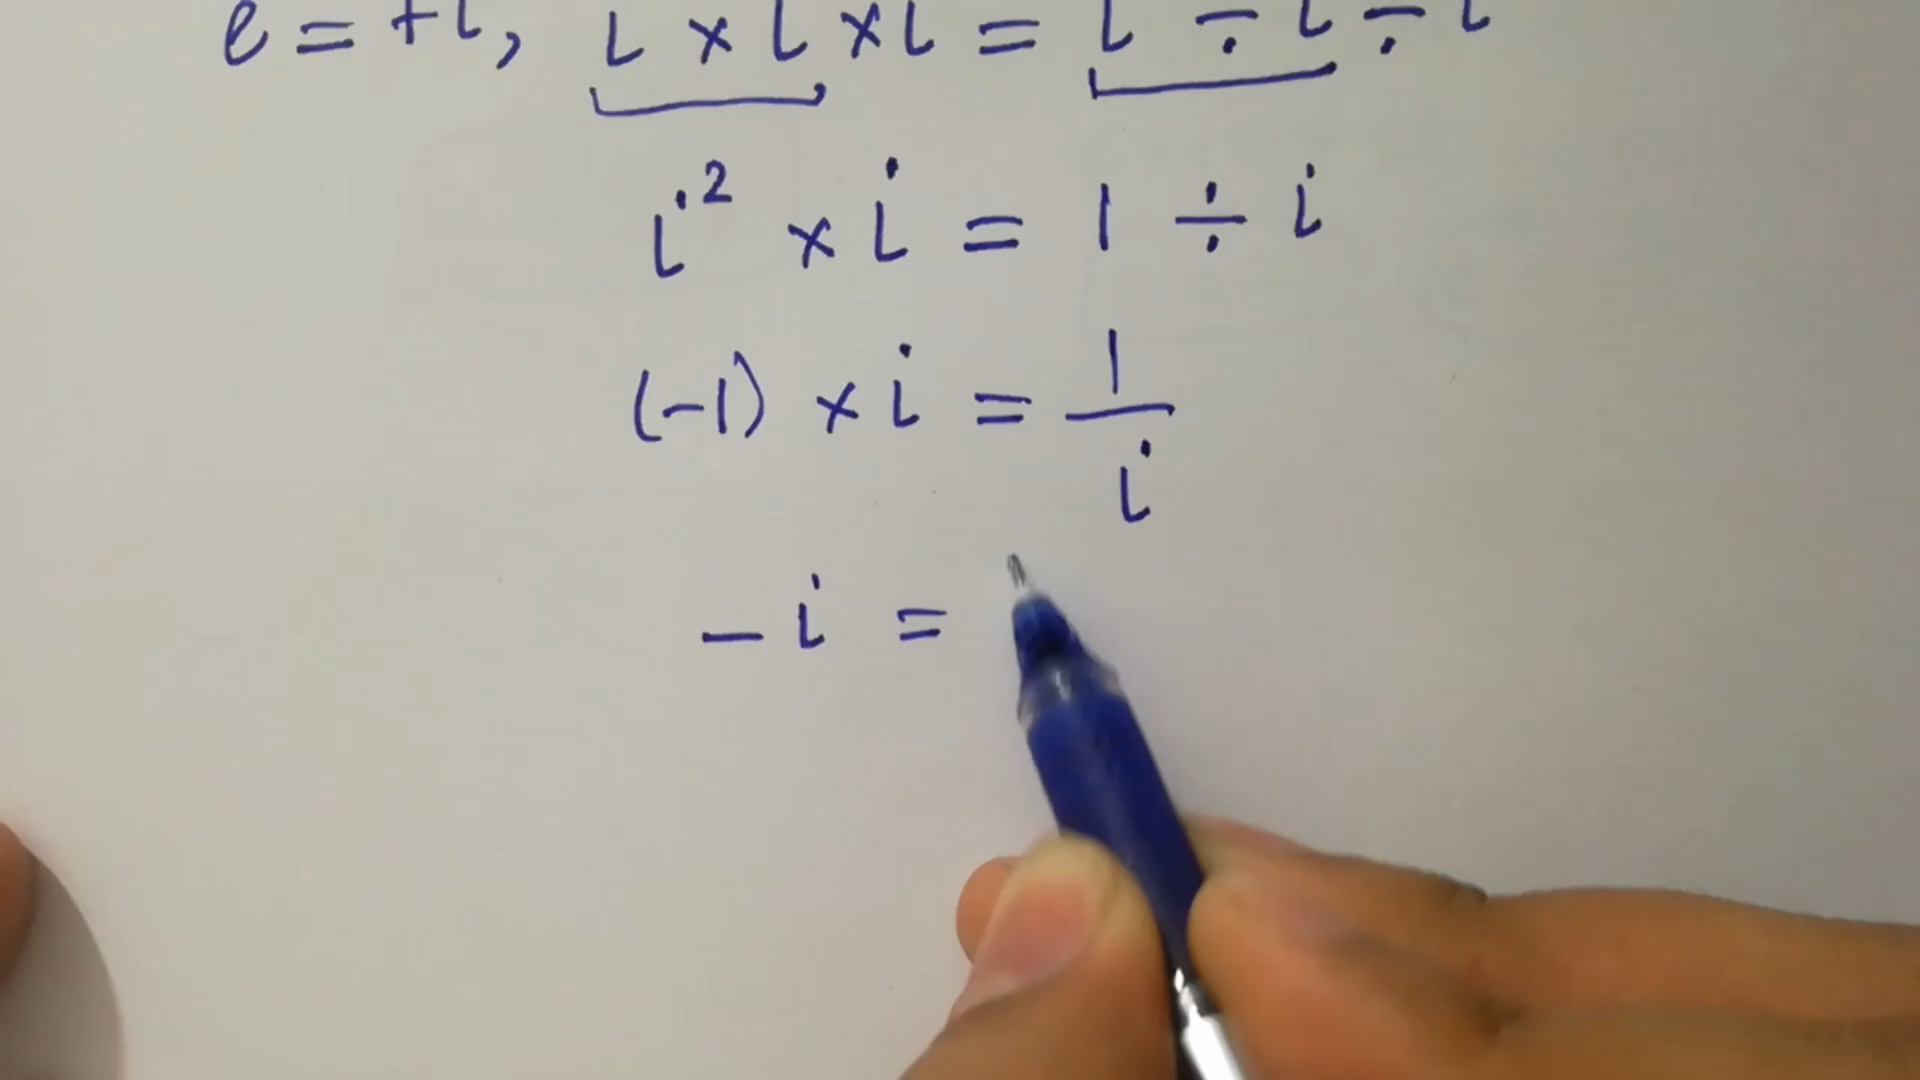 e = +i, i × i × i = i ÷ i ÷ i
i² × i = 1 ÷ i
(-1) × i = 1/i
- i =